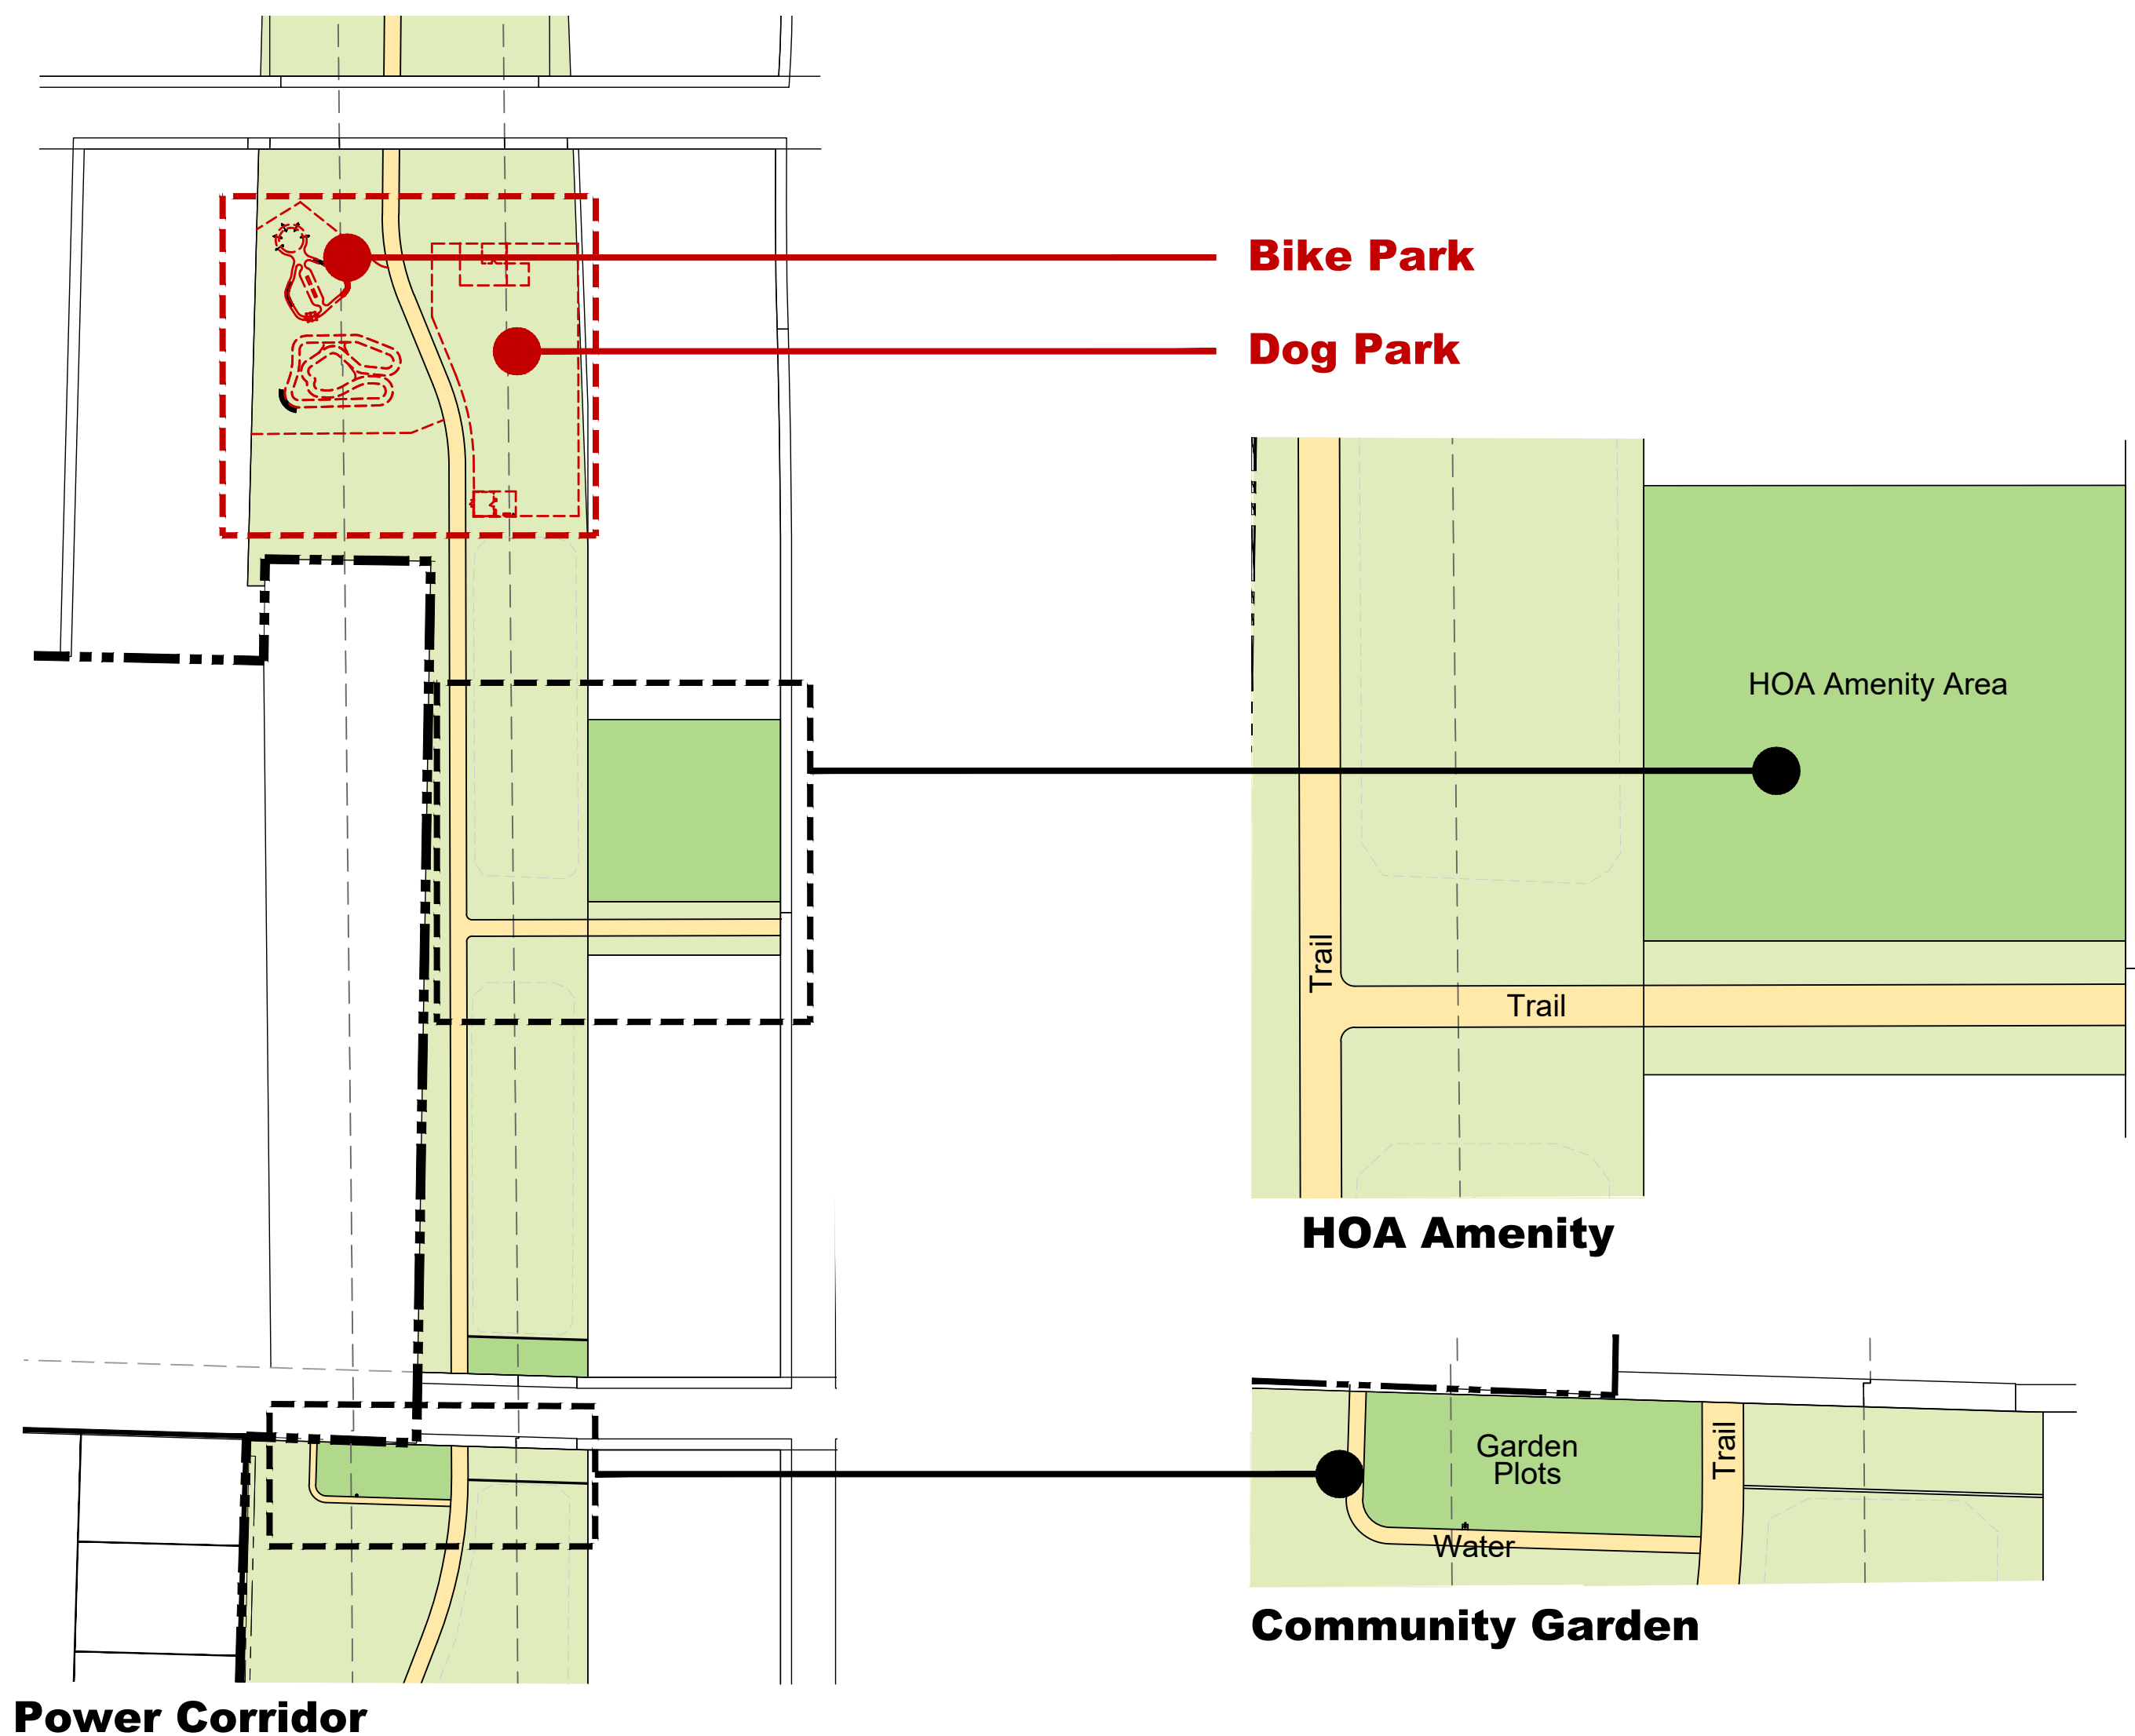 Bike Park
Dog Park
HOA Amenity Area
Trail
Trail
HOA Amenity
Garden
Plots
Trail
Water
Community Garden
Power Corridor